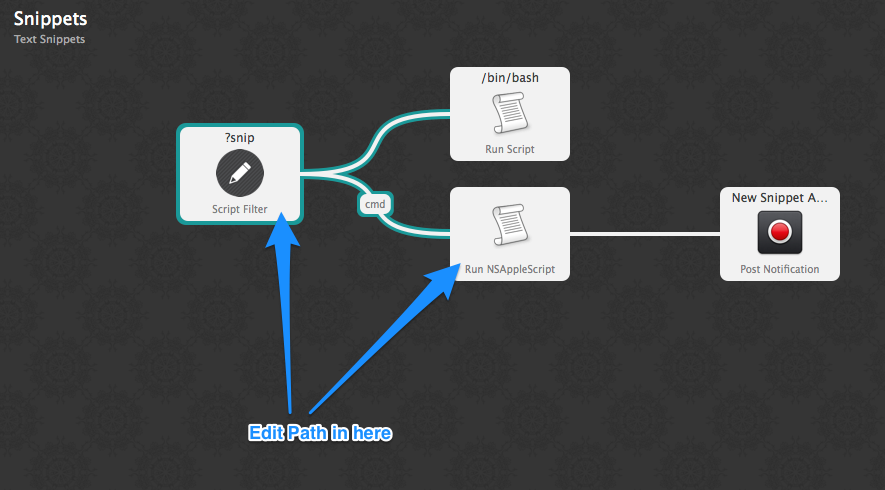 Snippets
Text Snippets
/bin/bash
Run Script
?snip
Script Filter
cmd
Run NSAppleScript
New Snippet A...
Post Notification
Edit Path in here